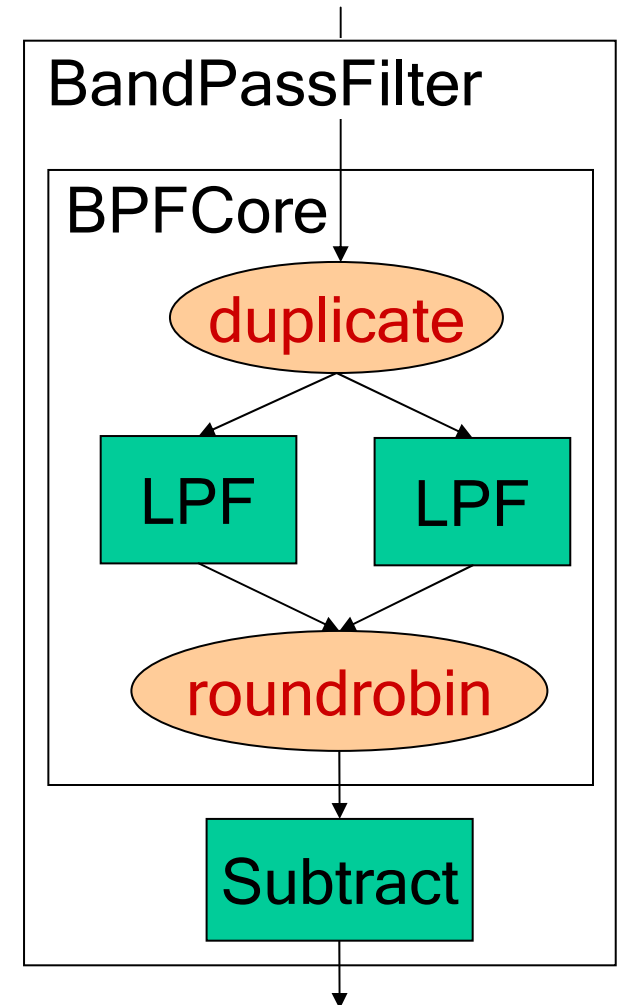 BandPassFilter
BPFCore
duplicate
LPF
LPF
roundrobin
Subtract